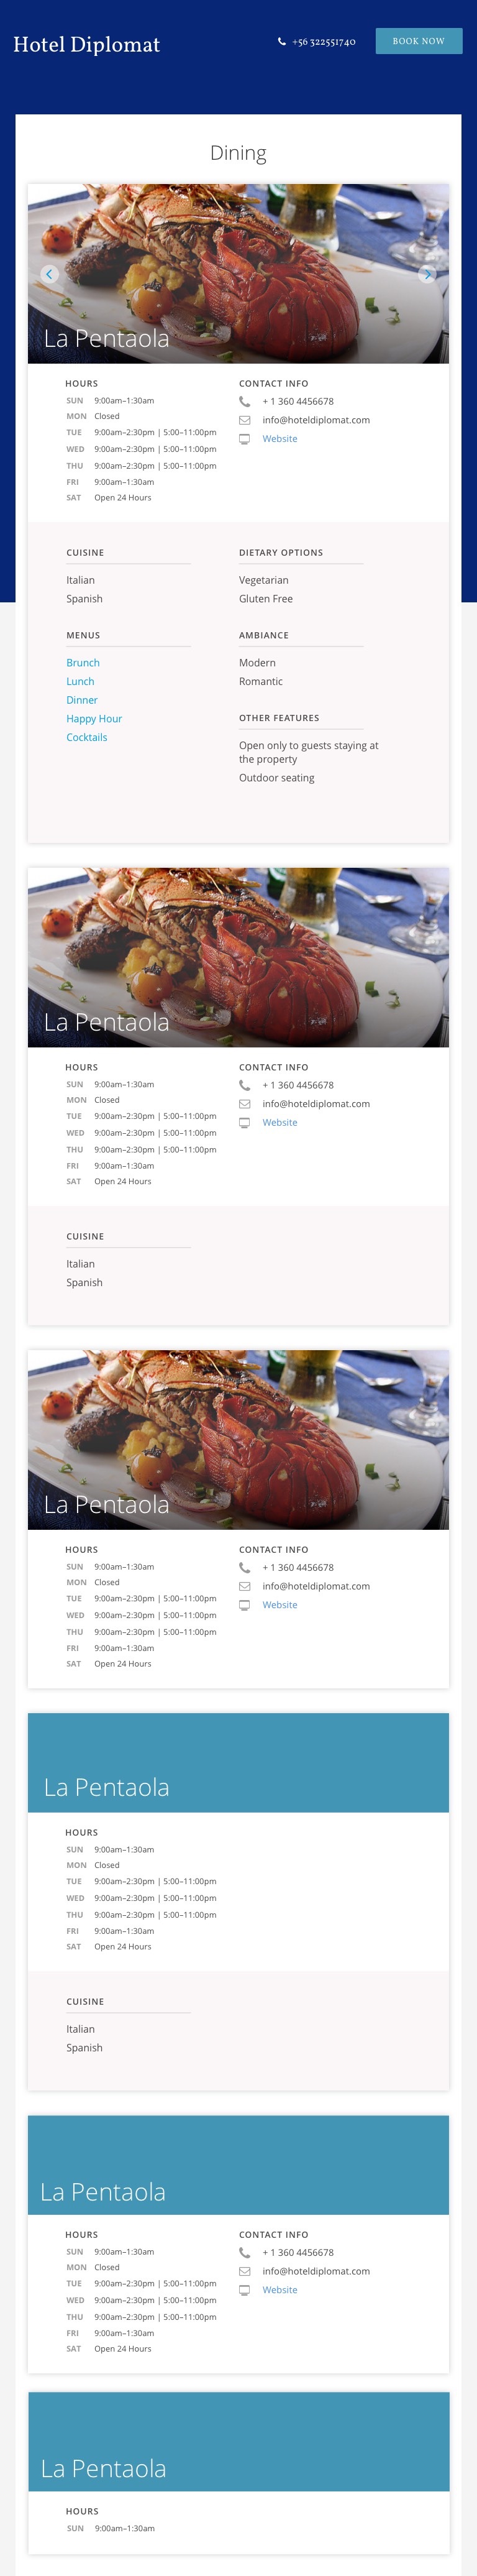 Hotel Diplomat
+56 322551740
BOOK NOW
Dining
La Pentaola
HOURS
SUN 9:00am–1:30am
MON Closed
TUE 9:00am–2:30pm | 5:00–11:00pm
WED 9:00am–2:30pm | 5:00–11:00pm
THU 9:00am–2:30pm | 5:00–11:00pm
FRI 9:00am–1:30am
SAT Open 24 Hours
CONTACT INFO
+ 1 360 4456678
info@hoteldiplomat.com
Website
CUISINE
Italian
Spanish
MENUS
Brunch
Lunch
Dinner
Happy Hour
Cocktails
DIETARY OPTIONS
Vegetarian
Gluten Free
AMBIANCE
Modern
Romantic
OTHER FEATURES
Open only to guests staying at
the property
Outdoor seating
La Pentaola
HOURS
SUN 9:00am–1:30am
MON Closed
TUE 9:00am–2:30pm | 5:00–11:00pm
WED 9:00am–2:30pm | 5:00–11:00pm
THU 9:00am–2:30pm | 5:00–11:00pm
FRI 9:00am–1:30am
SAT Open 24 Hours
CONTACT INFO
+ 1 360 4456678
info@hoteldiplomat.com
Website
CUISINE
Italian
Spanish
La Pentaola
HOURS
SUN 9:00am–1:30am
MON Closed
TUE 9:00am–2:30pm | 5:00–11:00pm
WED 9:00am–2:30pm | 5:00–11:00pm
THU 9:00am–2:30pm | 5:00–11:00pm
FRI 9:00am–1:30am
SAT Open 24 Hours
CONTACT INFO
+ 1 360 4456678
info@hoteldiplomat.com
Website
La Pentaola
HOURS
SUN 9:00am–1:30am
MON Closed
TUE 9:00am–2:30pm | 5:00–11:00pm
WED 9:00am–2:30pm | 5:00–11:00pm
THU 9:00am–2:30pm | 5:00–11:00pm
FRI 9:00am–1:30am
SAT Open 24 Hours
CUISINE
Italian
Spanish
La Pentaola
HOURS
SUN 9:00am–1:30am
MON Closed
TUE 9:00am–2:30pm | 5:00–11:00pm
WED 9:00am–2:30pm | 5:00–11:00pm
THU 9:00am–2:30pm | 5:00–11:00pm
FRI 9:00am–1:30am
SAT Open 24 Hours
CONTACT INFO
+ 1 360 4456678
info@hoteldiplomat.com
Website
La Pentaola
HOURS
SUN 9:00am–1:30am